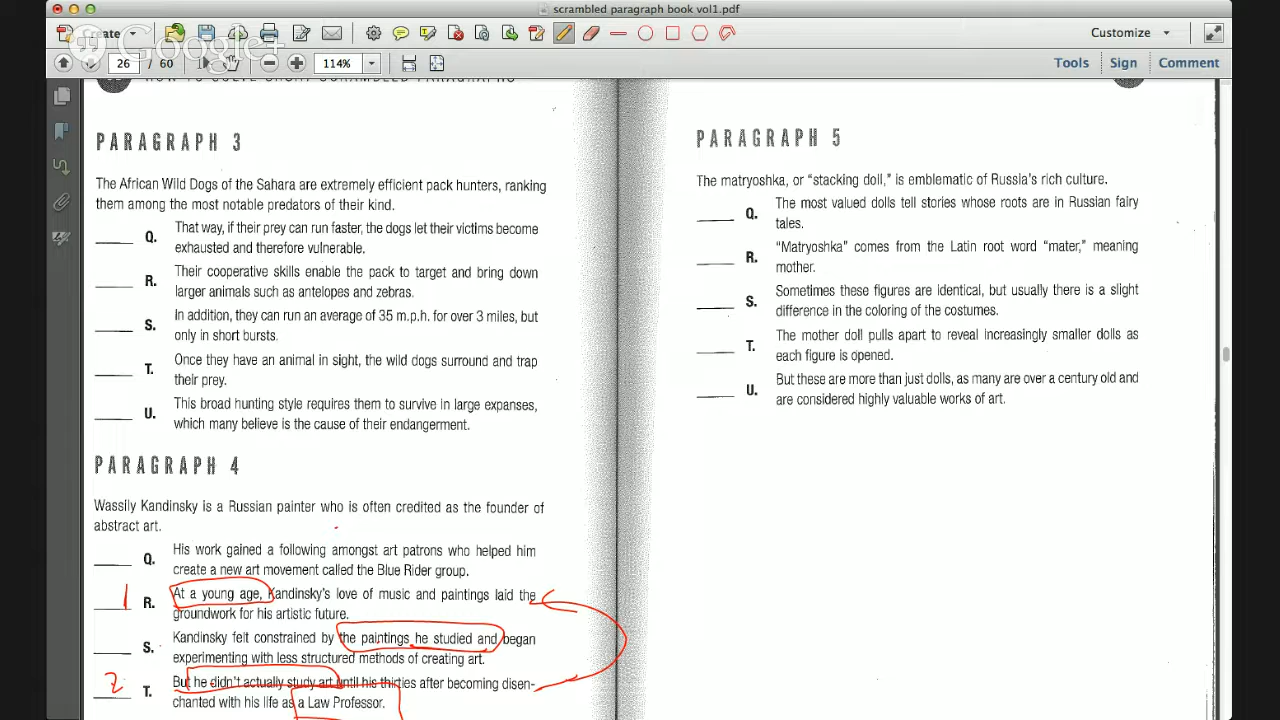 scrambled paragraph book vol1.pdf
Create
Google+
Customize
26 / 60
114%
Tools
Sign
Comment
PARAGRAPH 3
The African Wild Dogs of the Sahara are extremely efficient pack hunters, ranking
them among the most notable predators of their kind.
Q. That way, if their prey can run faster, the dogs let their victims become
exhausted and therefore vulnerable.
R. Their cooperative skills enable the pack to target and bring down
larger animals such as antelopes and zebras.
S. In addition, they can run an average of 35 m.p.h. for over 3 miles, but
only in short bursts.
T. Once they have an animal in sight, the wild dogs surround and trap
their prey.
U. This broad hunting style requires them to survive in large expanses,
which many believe is the cause of their endangerment.
PARAGRAPH 4
Wassily Kandinsky is a Russian painter who is often credited as the founder of
abstract art.
Q. His work gained a following amongst art patrons who helped him
create a new art movement called the Blue Rider group.
1 R. At a young age, Kandinsky's love of music and paintings laid the
groundwork for his artistic future.
S. Kandinsky felt constrained by the paintings he studied and began
experimenting with less structured methods of creating art.
2 T. But he didn't actually study art until his thirties after becoming disen-
chanted with his life as a Law Professor.
PARAGRAPH 5
The matryoshka, or "stacking doll," is emblematic of Russia's rich culture.
Q. The most valued dolls tell stories whose roots are in Russian fairy
tales.
R. "Matryoshka" comes from the Latin root word "mater," meaning
mother.
S. Sometimes these figures are identical, but usually there is a slight
difference in the coloring of the costumes.
T. The mother doll pulls apart to reveal increasingly smaller dolls as
each figure is opened.
U. But these are more than just dolls, as many are over a century old and
are considered highly valuable works of art.